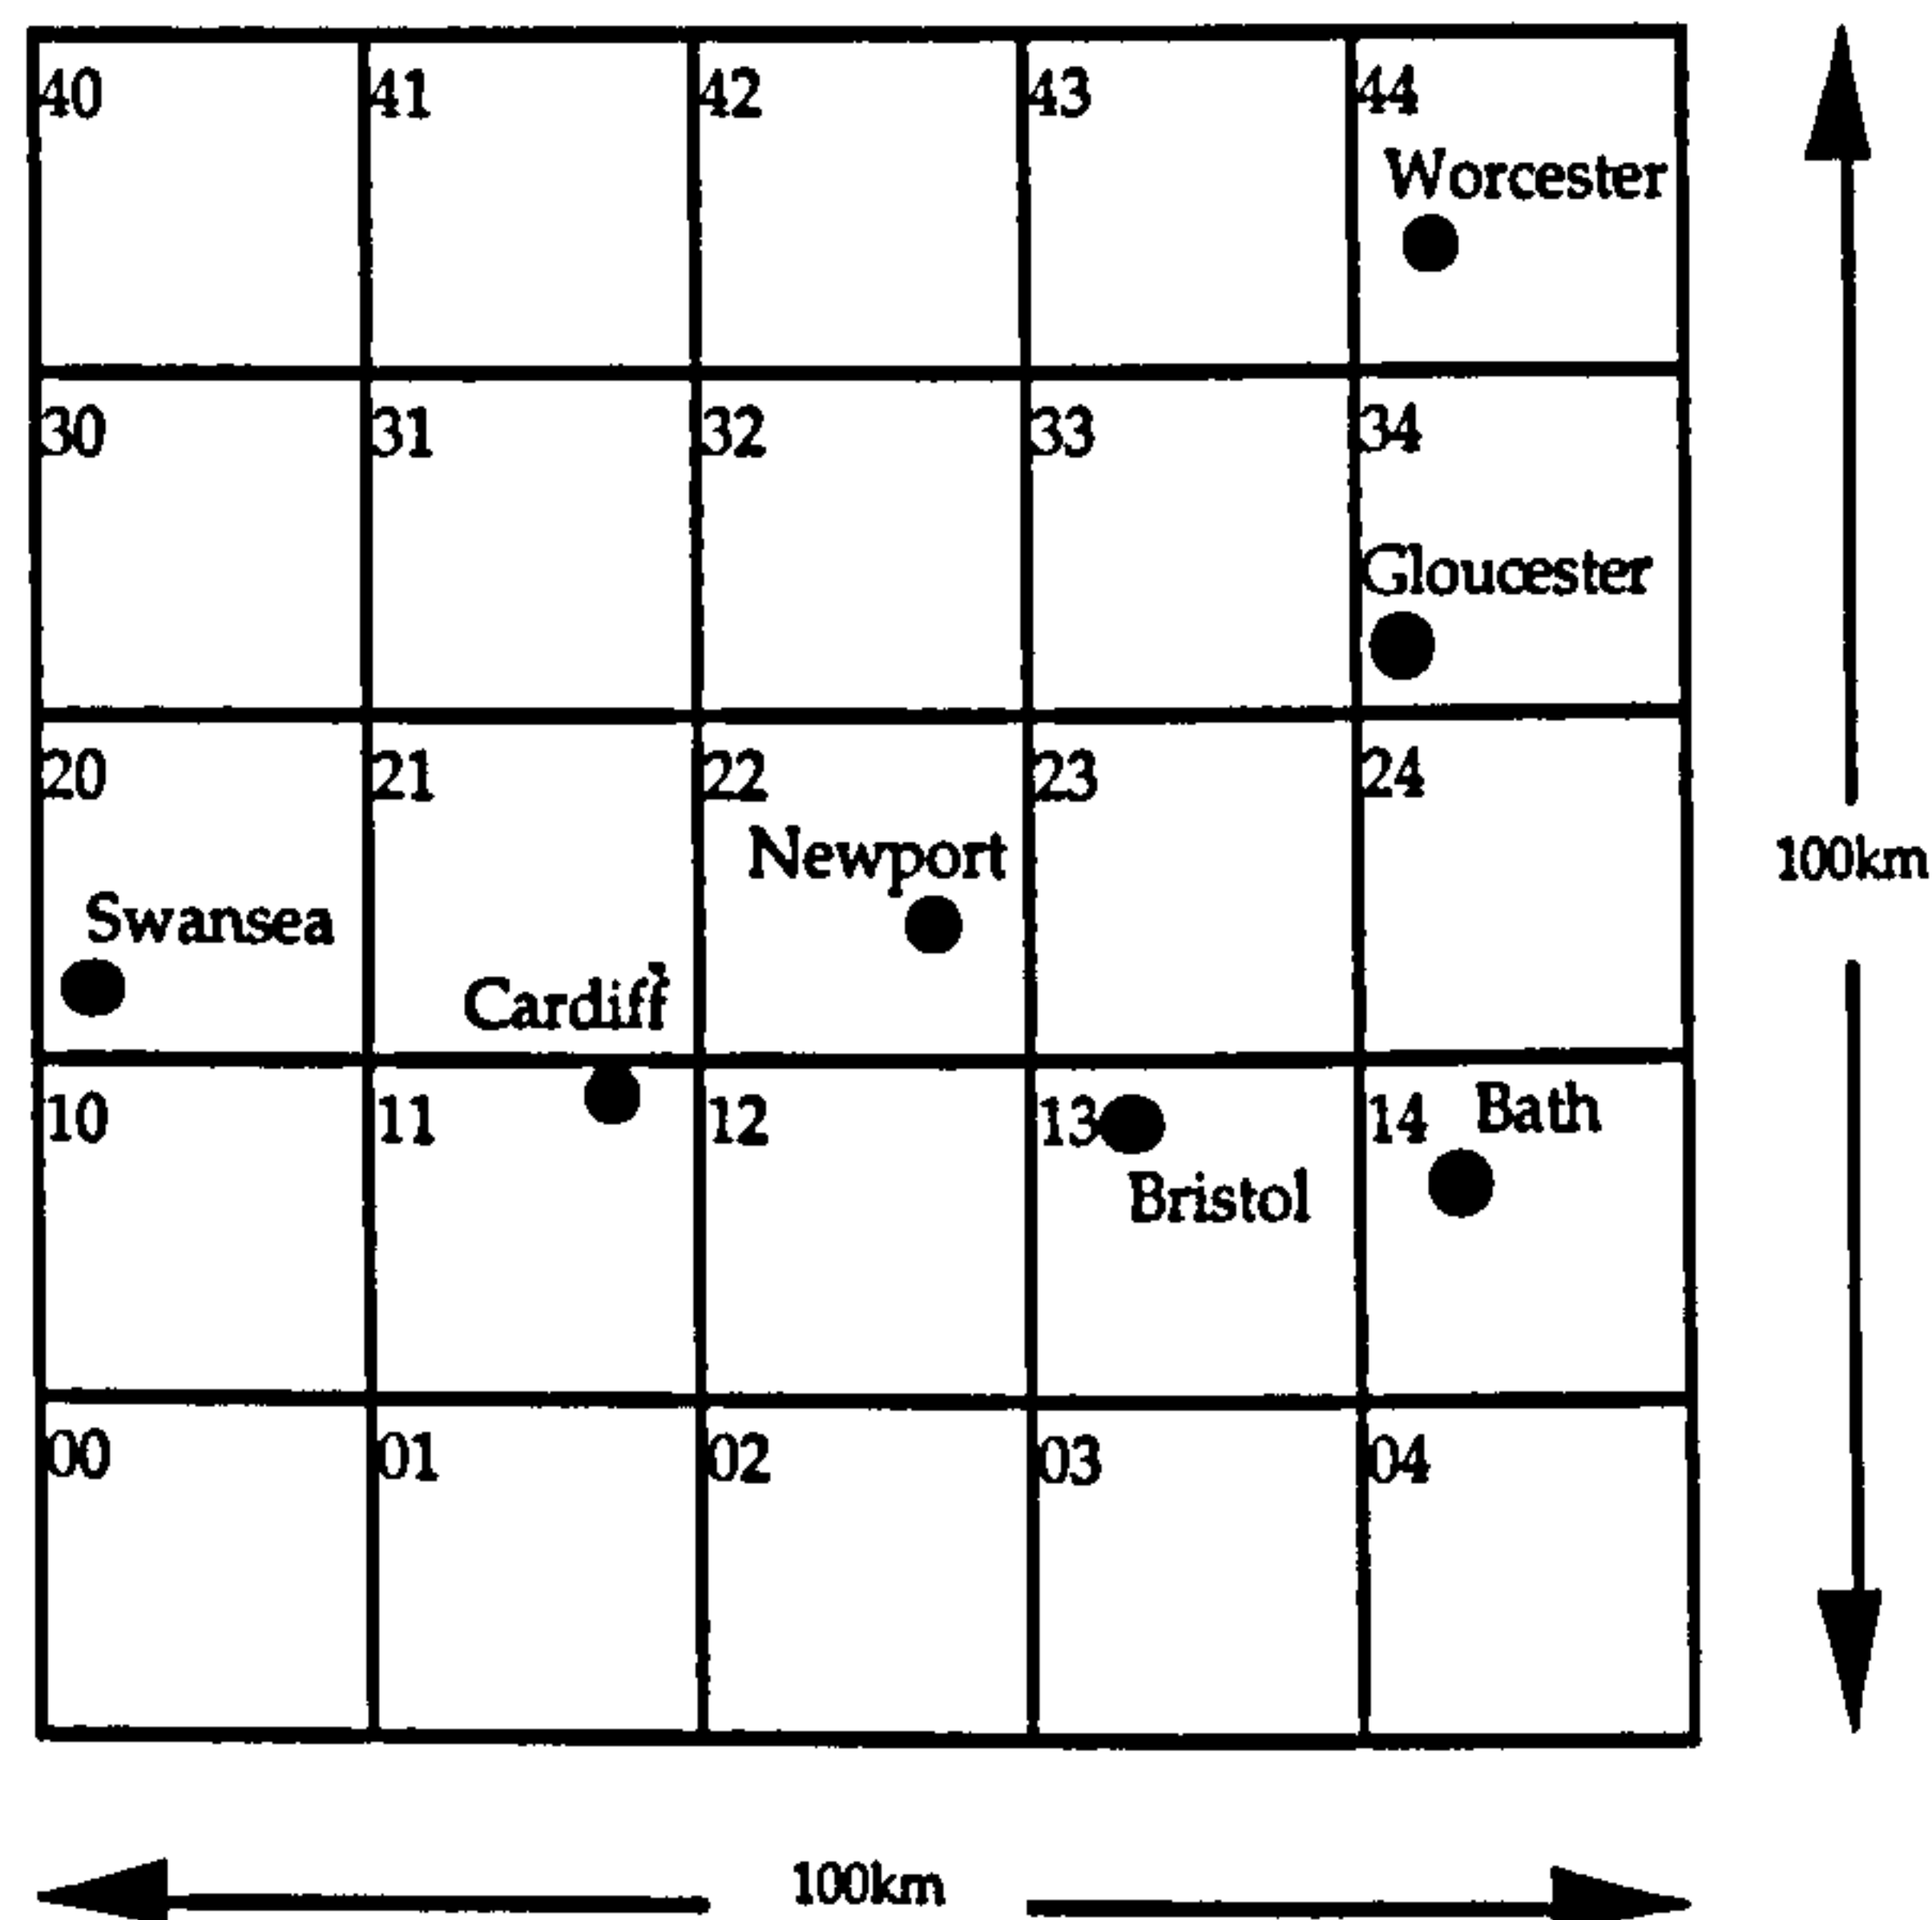 40 41 42 43 44
Worcester
30 31 32 33 34
Gloucester
20 21 22 23 24
Newport
100km
Swansea
Cardiff
10 11 12 13 14 Bath
Bristol
00 01 02 03 04
100km